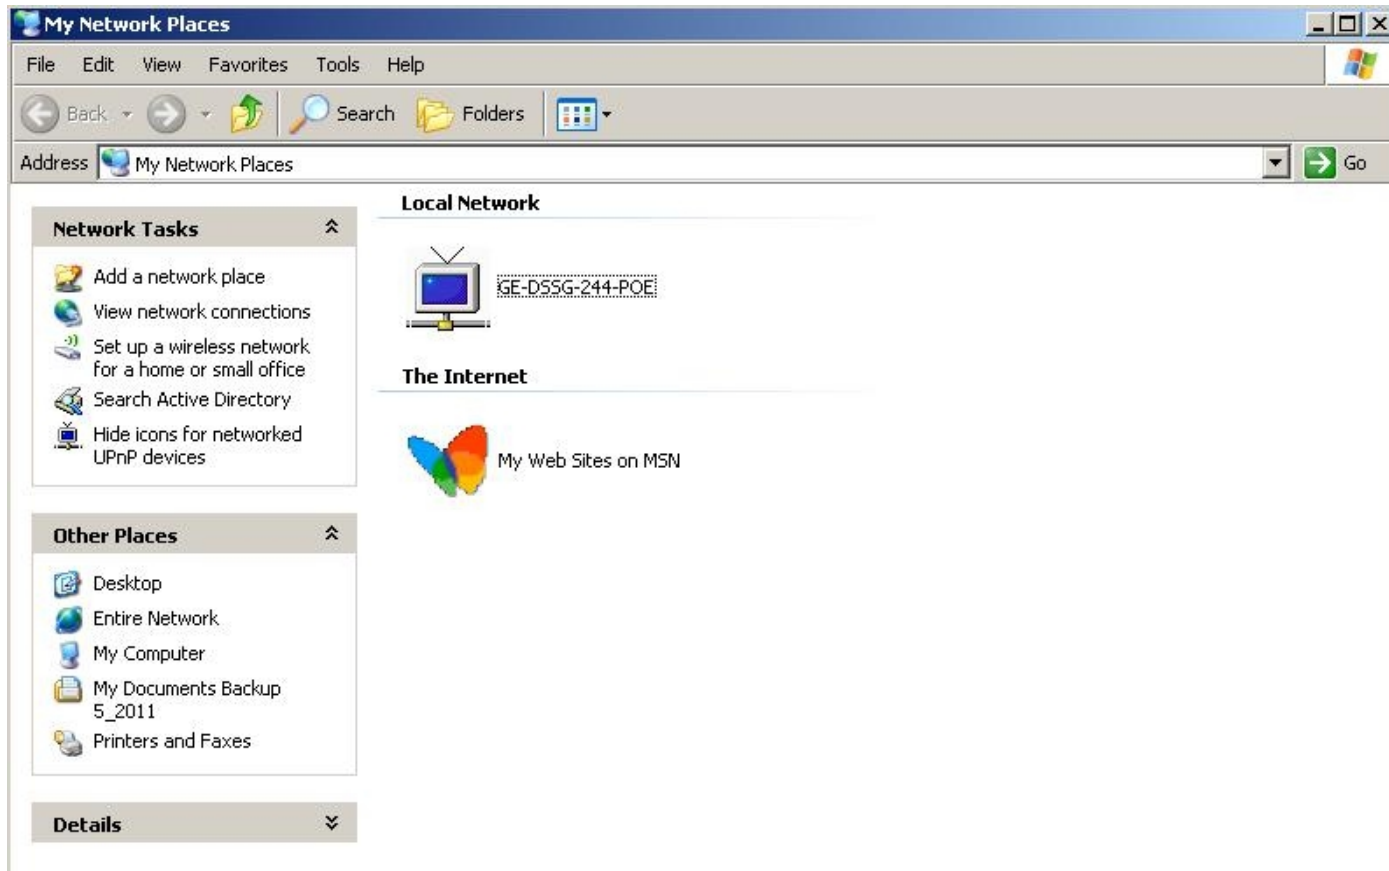 My Network Places
File Edit View Favorites Tools Help
Back Search Folders
Address My Network Places Go
Network Tasks
Add a network place
View network connections
Set up a wireless network
for a home or small office
Search Active Directory
Hide icons for networked
UPnP devices
Other Places
Desktop
Entire Network
My Computer
My Documents Backup
5_2011
Printers and Faxes
Details
Local Network
GE-DSSG-244-POE
The Internet
My Web Sites on MSN